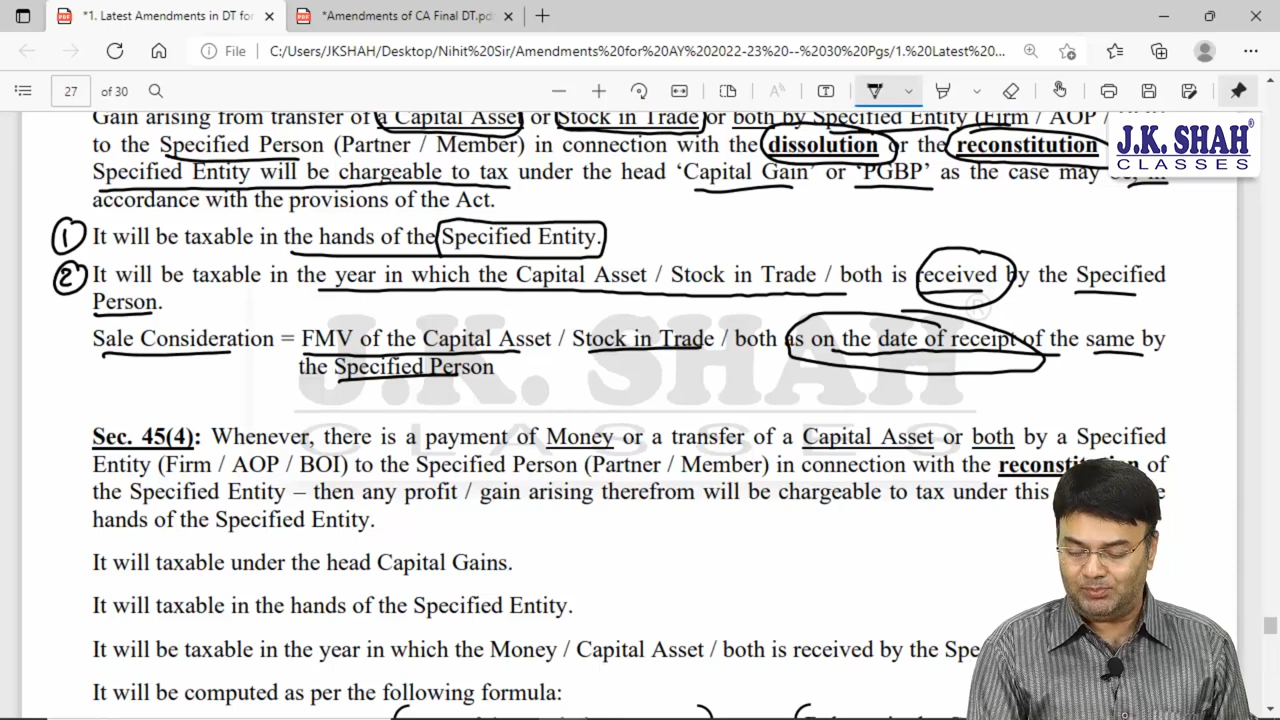 *1. Latest Amendments in DT for
*Amendments of CA Final DT.pd
File
C:/Users/JKSHAH/Desktop/Nihit%20Sir/Amendments%20for%20AY%202022-23%20--%2030%20Pgs/1.%20Latest%20...
27 of 30
Gain arising from transfer of a Capital Asset or Stock in Trade or both by Specified Entity (Firm / AOP /
J.K. SHAH®
CLASSES
to the Specified Person (Partner / Member) in connection with the dissolution or the reconstitution
Specified Entity will be chargeable to tax under the head ‘Capital Gain’ or ‘PGBP’ as the case may be, in
accordance with the provisions of the Act.
1 It will be taxable in the hands of the Specified Entity.
2 It will be taxable in the year in which the Capital Asset / Stock in Trade / both is received by the Specified
Person.
Sale Consideration = FMV of the Capital Asset / Stock in Trade / both as on the date of receipt of the same by
the Specified Person
J.K. SHAH®
CLASSES
Sec. 45(4): Whenever, there is a payment of Money or a transfer of a Capital Asset or both by a Specified
Entity (Firm / AOP / BOI) to the Specified Person (Partner / Member) in connection with the reconstitution of
the Specified Entity – then any profit / gain arising therefrom will be chargeable to tax under this
hands of the Specified Entity.
It will taxable under the head Capital Gains.
It will taxable in the hands of the Specified Entity.
It will be taxable in the year in which the Money / Capital Asset / both is received by the Spe
It will be computed as per the following formula: